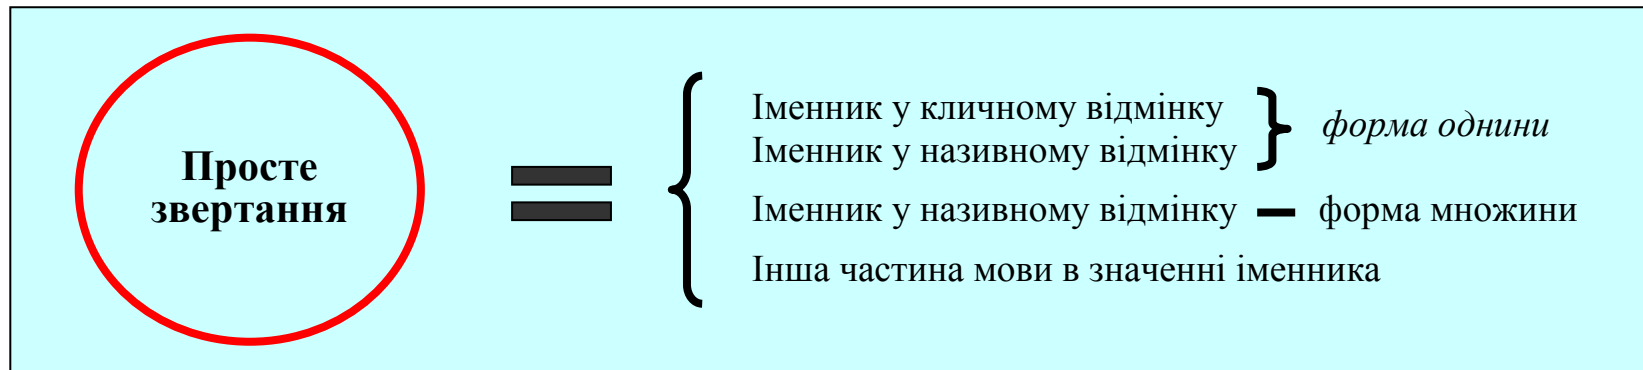 Просте
звертання
Іменник у кличному відмінку
Іменник у називному відмінку
форма однини
Іменник у називному відмінку — форма множини
Інша частина мови в значенні іменника